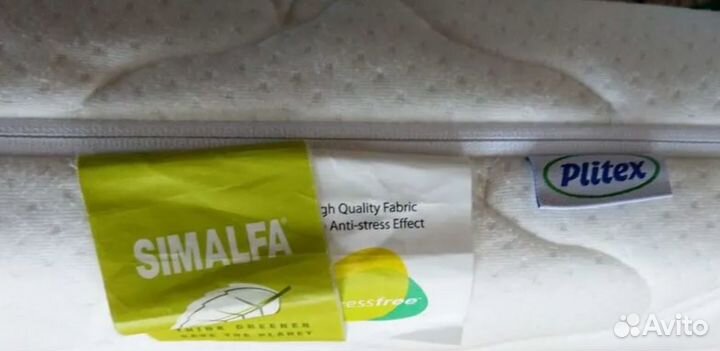 SIMALFA®
THINK GREENER
SAVE THE PLANET
gh Quality Fabric
Anti-stress Effect
essfree
Plitex
Avito